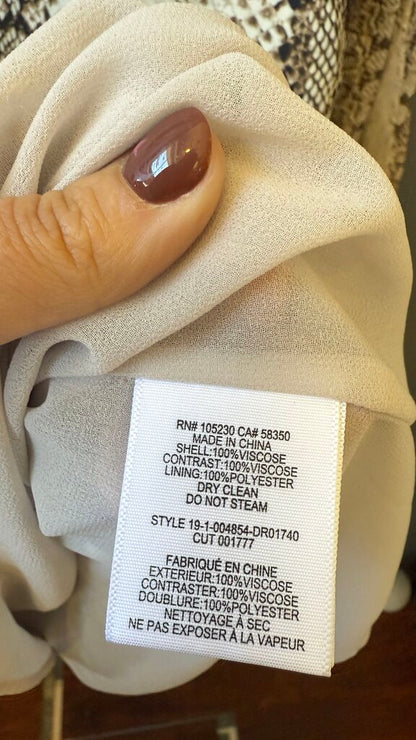 RN# 105230 CA# 58350
MADE IN CHINA
SHELL:100%VISCOSE
CONTRAST:100%VISCOSE
LINING:100%POLYESTER
DRY CLEAN
DO NOT STEAM
STYLE 19-1-004854-DR01740
CUT 001777
FABRIQUÉ EN CHINE
EXTERIEUR:100%VISCOSE
CONTRASTER:100%VISCOSE
DOUBLURE:100%POLYESTER
NETTOYAGE À SEC
NE PAS EXPOSER À LA VAPEUR